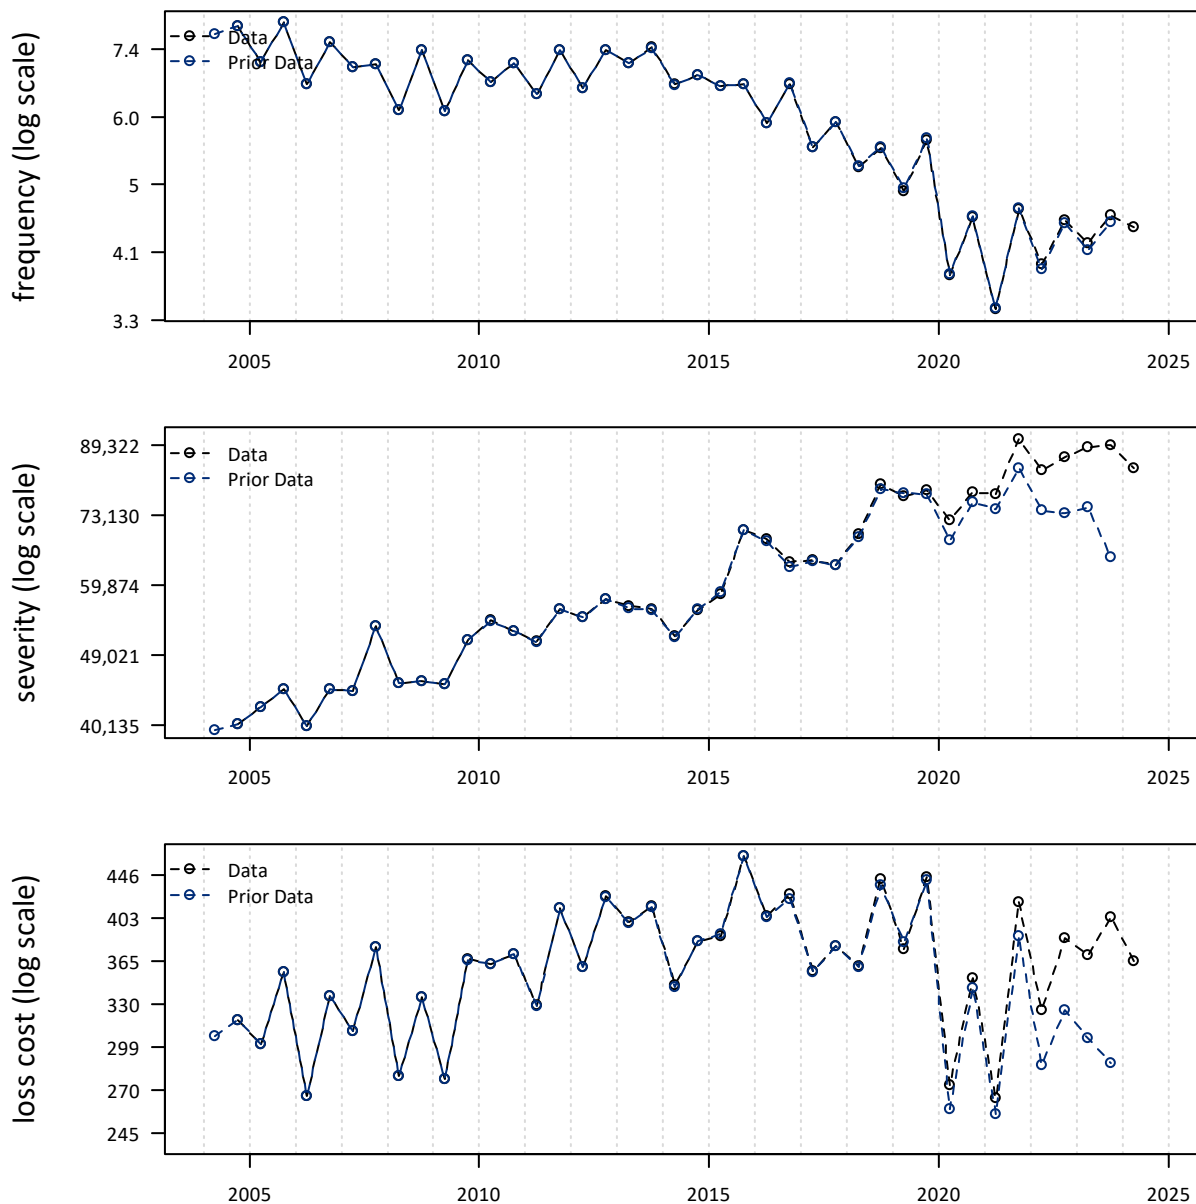 frequency (log scale)
Data
Prior Data
7.4
6.0
5
4.1
3.3
2005 2010 2015 2020 2025
severity (log scale)
Data
Prior Data
89,322
73,130
59,874
49,021
40,135
2005 2010 2015 2020 2025
loss cost (log scale)
Data
Prior Data
446
403
365
330
299
270
245
2005 2010 2015 2020 2025